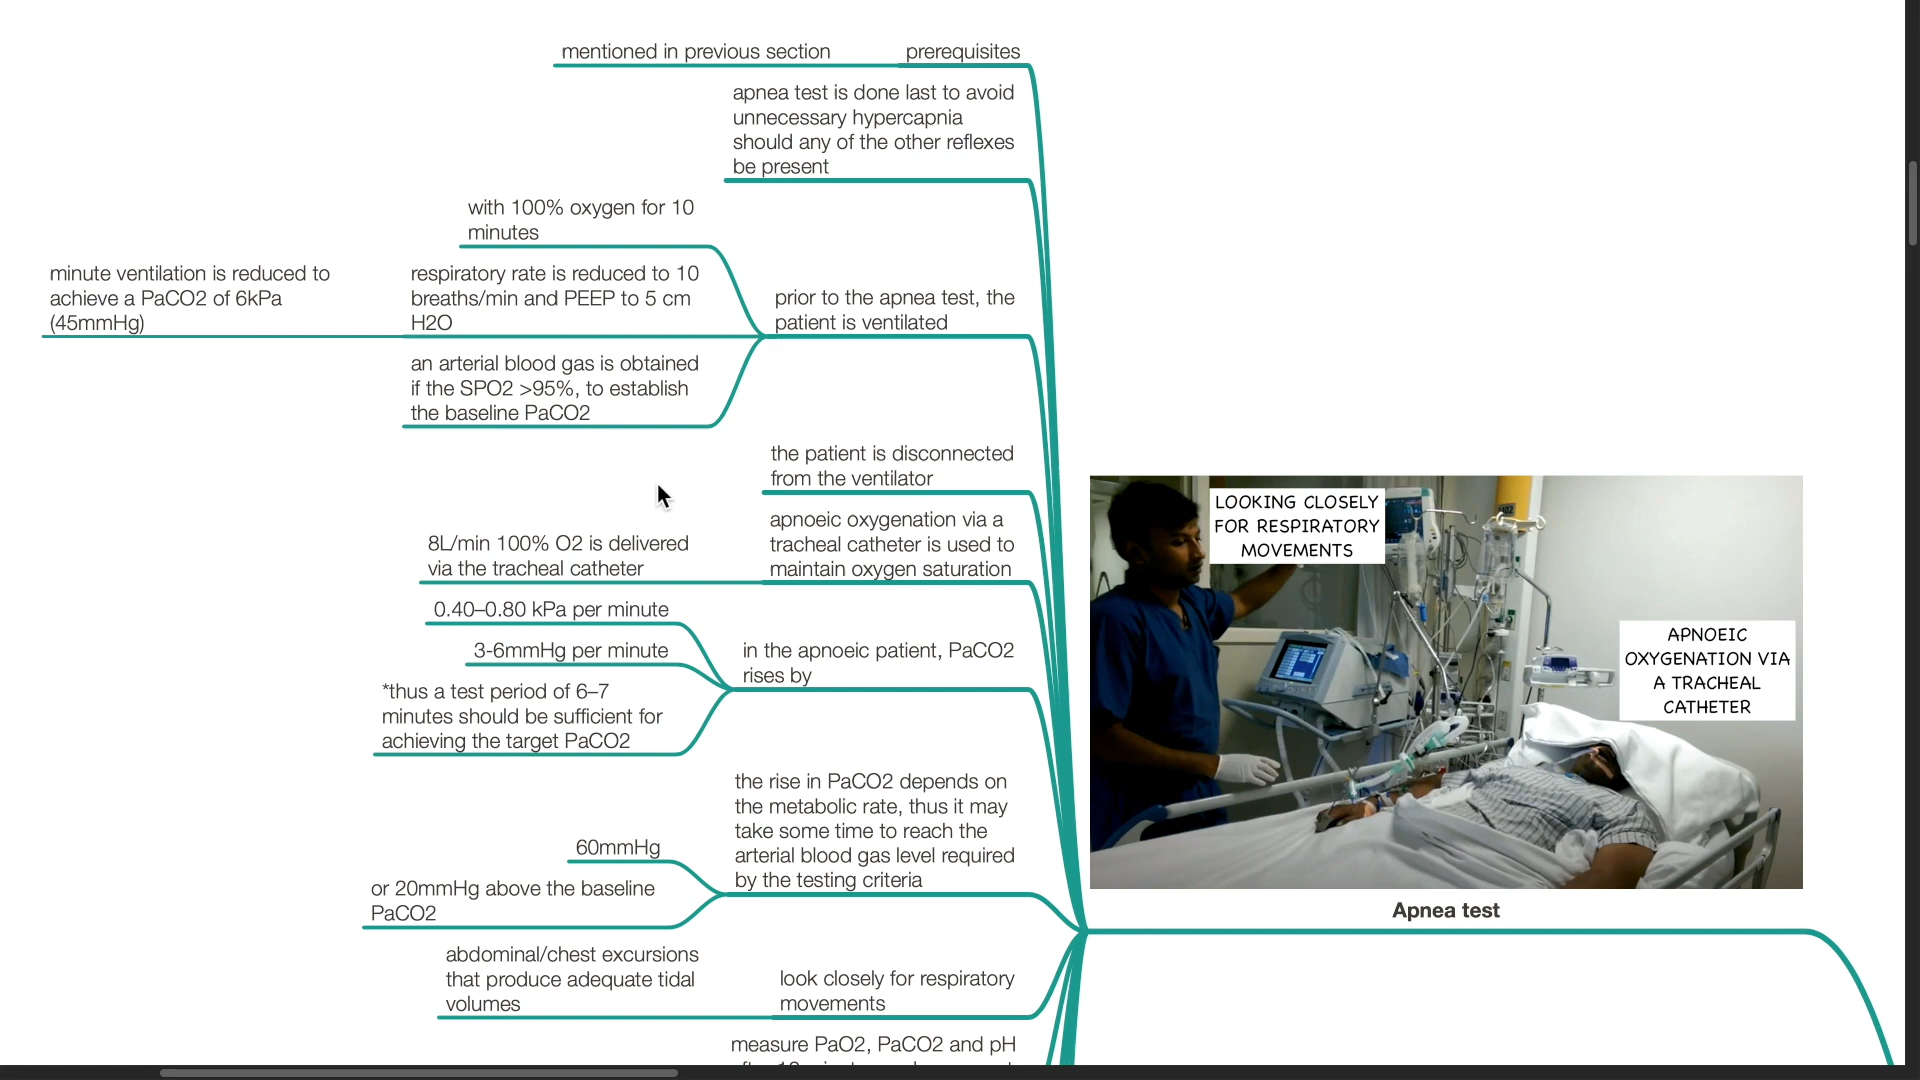 mentioned in previous section
prerequisites
apnea test is done last to avoid
unnecessary hypercapnia
should any of the other reflexes
be present
with 100% oxygen for 10
minutes
minute ventilation is reduced to
achieve a PaCO2 of 6kPa
(45mmHg)
respiratory rate is reduced to 10
breaths/min and PEEP to 5 cm
H2O
prior to the apnea test, the
patient is ventilated
an arterial blood gas is obtained
if the SPO2 >95%, to establish
the baseline PaCO2
the patient is disconnected
from the ventilator
8L/min 100% O2 is delivered
via the tracheal catheter
apnoeic oxygenation via a
tracheal catheter is used to
maintain oxygen saturation
0.40–0.80 kPa per minute
3-6mmHg per minute
*thus a test period of 6–7
minutes should be sufficient for
achieving the target PaCO2
in the apnoeic patient, PaCO2
rises by
the rise in PaCO2 depends on
the metabolic rate, thus it may
take some time to reach the
arterial blood gas level required
by the testing criteria
60mmHg
or 20mmHg above the baseline
PaCO2
abdominal/chest excursions
that produce adequate tidal
volumes
look closely for respiratory
movements
measure PaO2, PaCO2 and pH
LOOKING CLOSELY
FOR RESPIRATORY
MOVEMENTS
APNOEIC
OXYGENATION VIA
A TRACHEAL
CATHETER
Apnea test